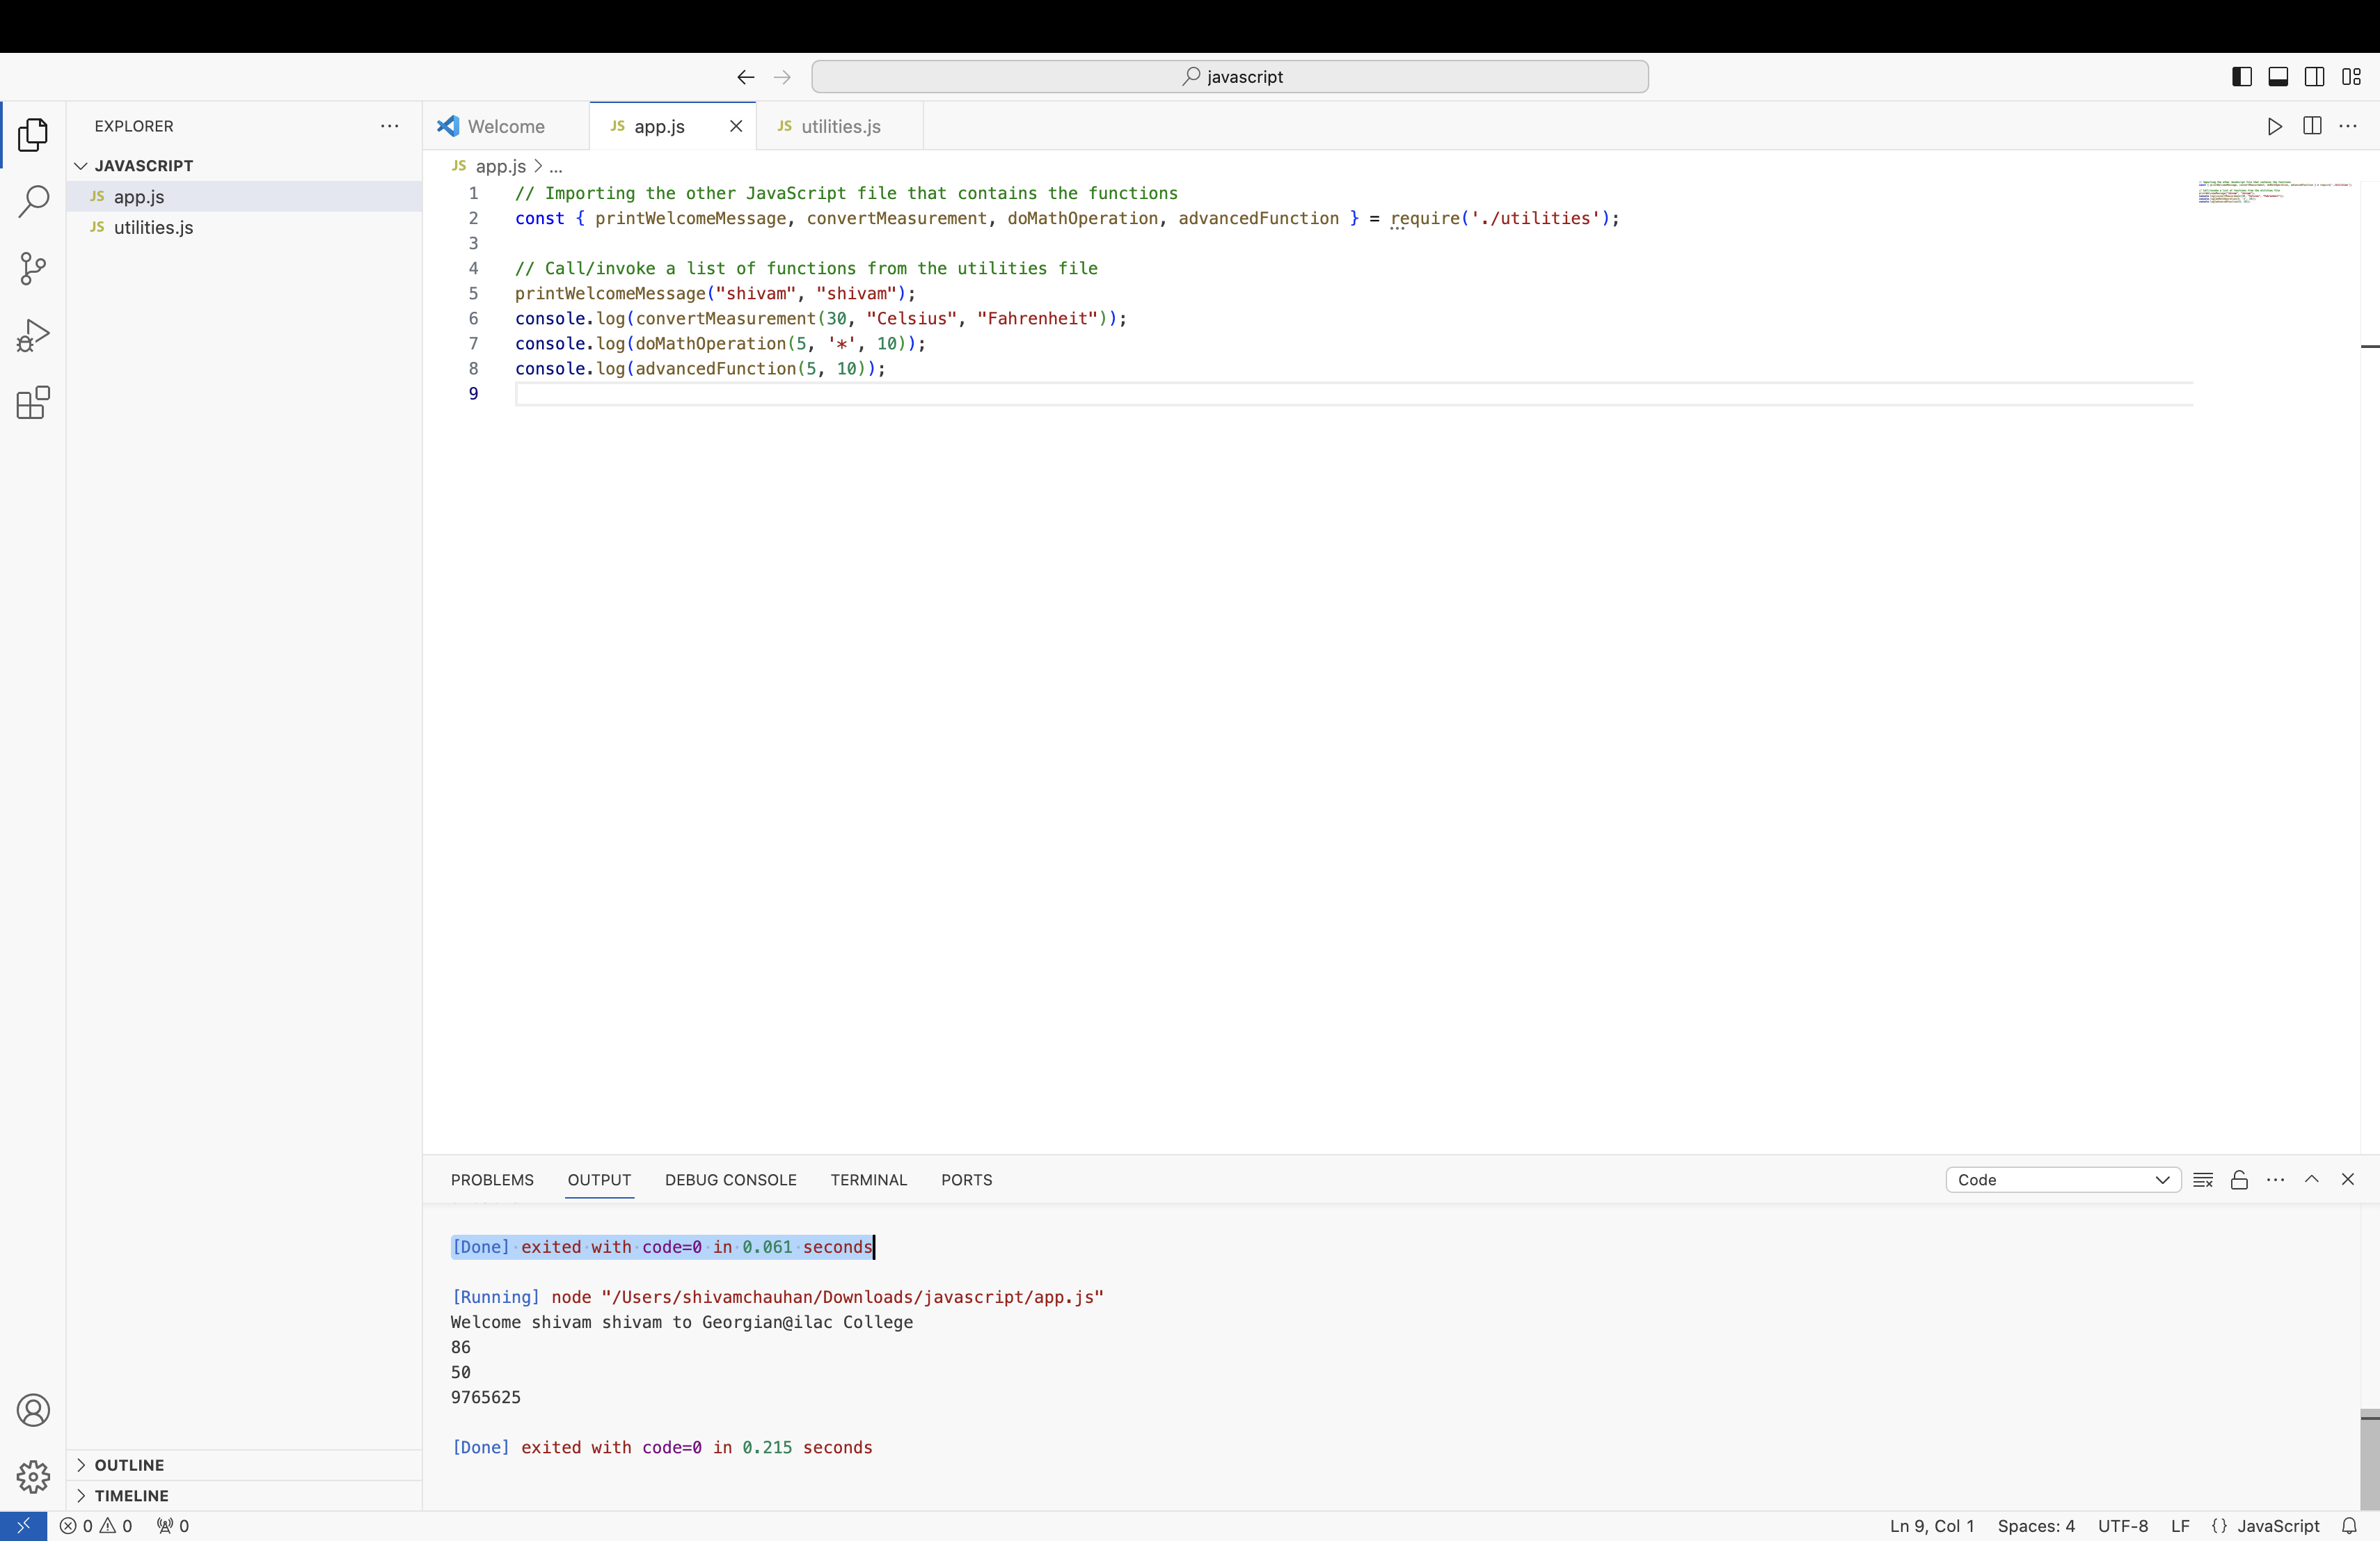 javascript
EXPLORER
Welcome
JS app.js
JS utilities.js
JAVASCRIPT
JS app.js
JS utilities.js
JS app.js > ...
1 // Importing the other JavaScript file that contains the functions
2 const { printWelcomeMessage, convertMeasurement, doMathOperation, advancedFunction } = require('./utilities');
3
4 // Call/invoke a list of functions from the utilities file
5 printWelcomeMessage("shivam", "shivam");
6 console.log(convertMeasurement(30, "Celsius", "Fahrenheit"));
7 console.log(doMathOperation(5, '*', 10));
8 console.log(advancedFunction(5, 10));
9
PROBLEMS OUTPUT DEBUG CONSOLE TERMINAL PORTS
Code
[Done] exited with code=0 in 0.061 seconds
[Running] node "/Users/shivamchauhan/Downloads/javascript/app.js"
Welcome shivam shivam to Georgian@ilac College
86
50
9765625
[Done] exited with code=0 in 0.215 seconds
OUTLINE
TIMELINE
0 0 0
Ln 9, Col 1 Spaces: 4 UTF-8 LF {} JavaScript